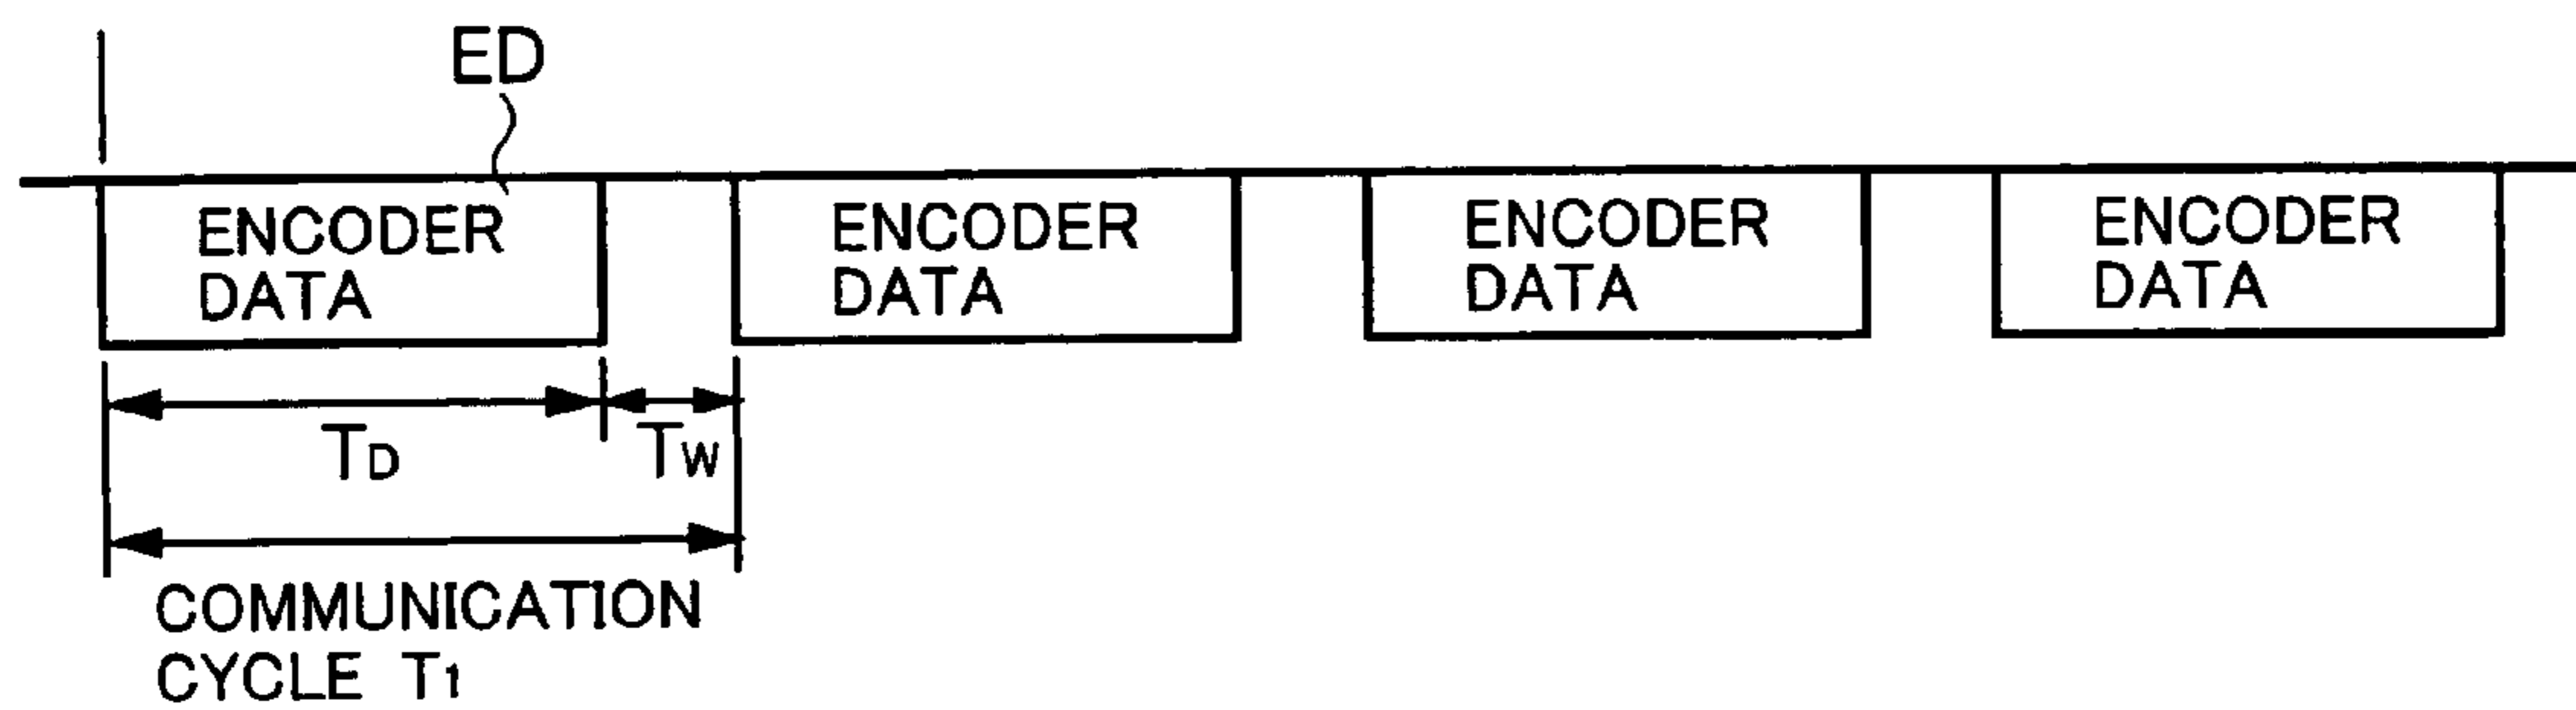 ED
ENCODER
DATA
ENCODER
DATA
ENCODER
DATA
ENCODER
DATA
TD
TW
COMMUNICATION
CYCLE T1